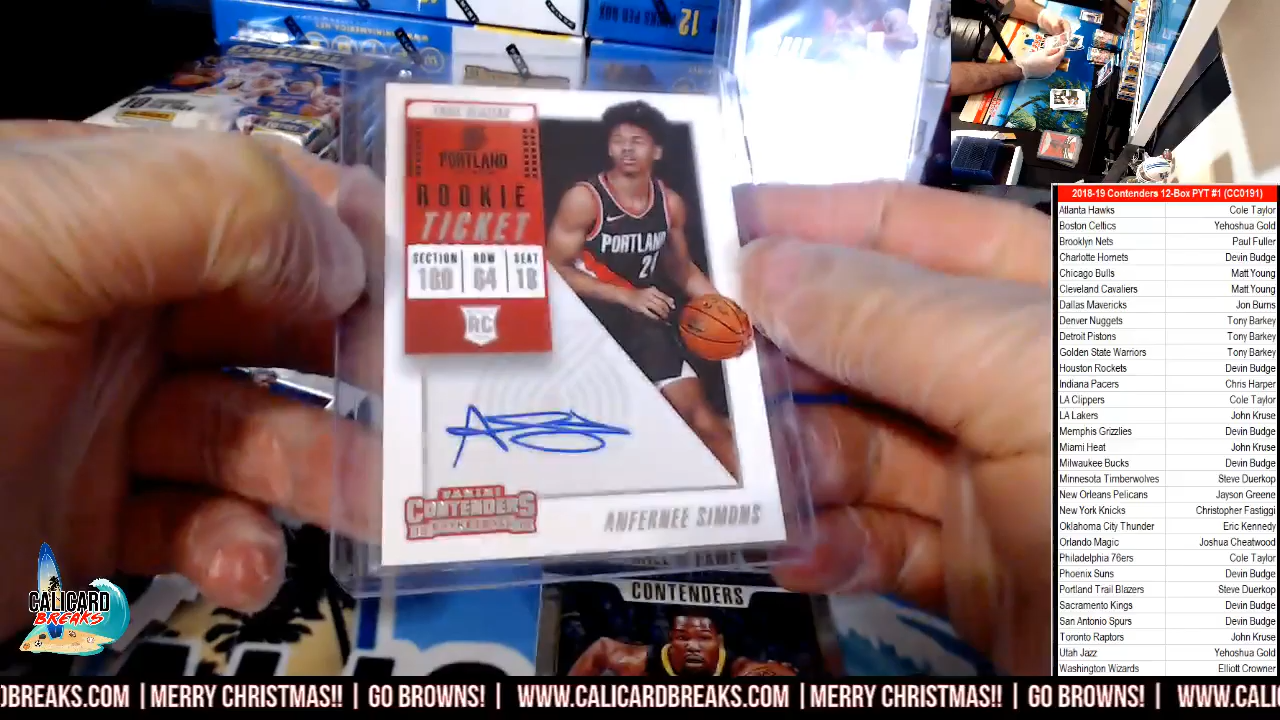 12
PER BOX
PORTLAND
ROOKIE
TICKET
SECTION ROW SEAT
180 64 18
RC
PORTLAND
PANINI
CONTENDERS
BASKETBALL
ANFERNEE SIMONS
CONTENDERS
CALICARD
BREAKS
2018-19 Contenders 12-Box PYT #1 (CC0191)
Atlanta Hawks Cole Taylor
Boston Celtics Yehoshua Gold
Brooklyn Nets Paul Fuller
Charlotte Hornets Devin Budge
Chicago Bulls Matt Young
Cleveland Cavaliers Matt Young
Dallas Mavericks Jon Burns
Denver Nuggets Tony Barkey
Detroit Pistons Tony Barkey
Golden State Warriors Tony Barkey
Houston Rockets Devin Budge
Indiana Pacers Chris Harper
LA Clippers Cole Taylor
LA Lakers John Kruse
Memphis Grizzlies Devin Budge
Miami Heat John Kruse
Milwaukee Bucks Devin Budge
Minnesota Timberwolves Steve Duerkop
New Orleans Pelicans Jayson Greene
New York Knicks Christopher Fastiggi
Oklahoma City Thunder Eric Kennedy
Orlando Magic Joshua Cheatwood
Philadelphia 76ers Cole Taylor
Phoenix Suns Devin Budge
Portland Trail Blazers Steve Duerkop
Sacramento Kings Devin Budge
San Antonio Spurs Devin Budge
Toronto Raptors John Kruse
Utah Jazz Yehoshua Gold
Washington Wizards Elliott Crowner
DBREAKS.COM | MERRY CHRISTMAS!! | GO BROWNS! | WWW.CALICARDBREAKS.COM | MERRY CHRISTMAS!! | GO BROWNS! | WWW.CALI